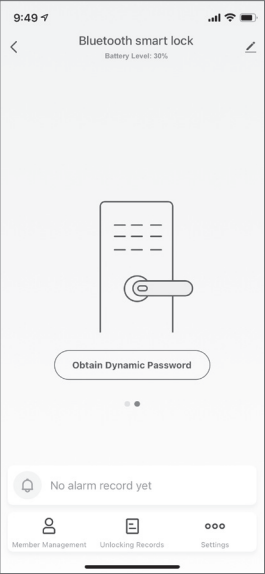 9:49
Bluetooth smart lock
Battery Level: 30%
Obtain Dynamic Password
No alarm record yet
Member Management Unlocking Records Settings